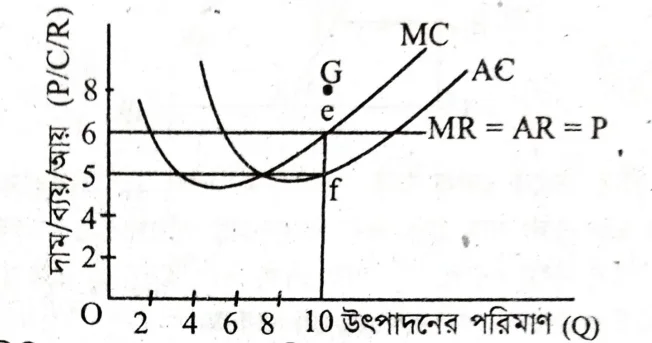 দাম/ব্যয়/আয় (P/C/R)
MC
G
AC
8
e
6
MR = AR = P
5
f
4
2
O
2 4 6 8 10 উৎপাদনের পরিমাণ (Q)